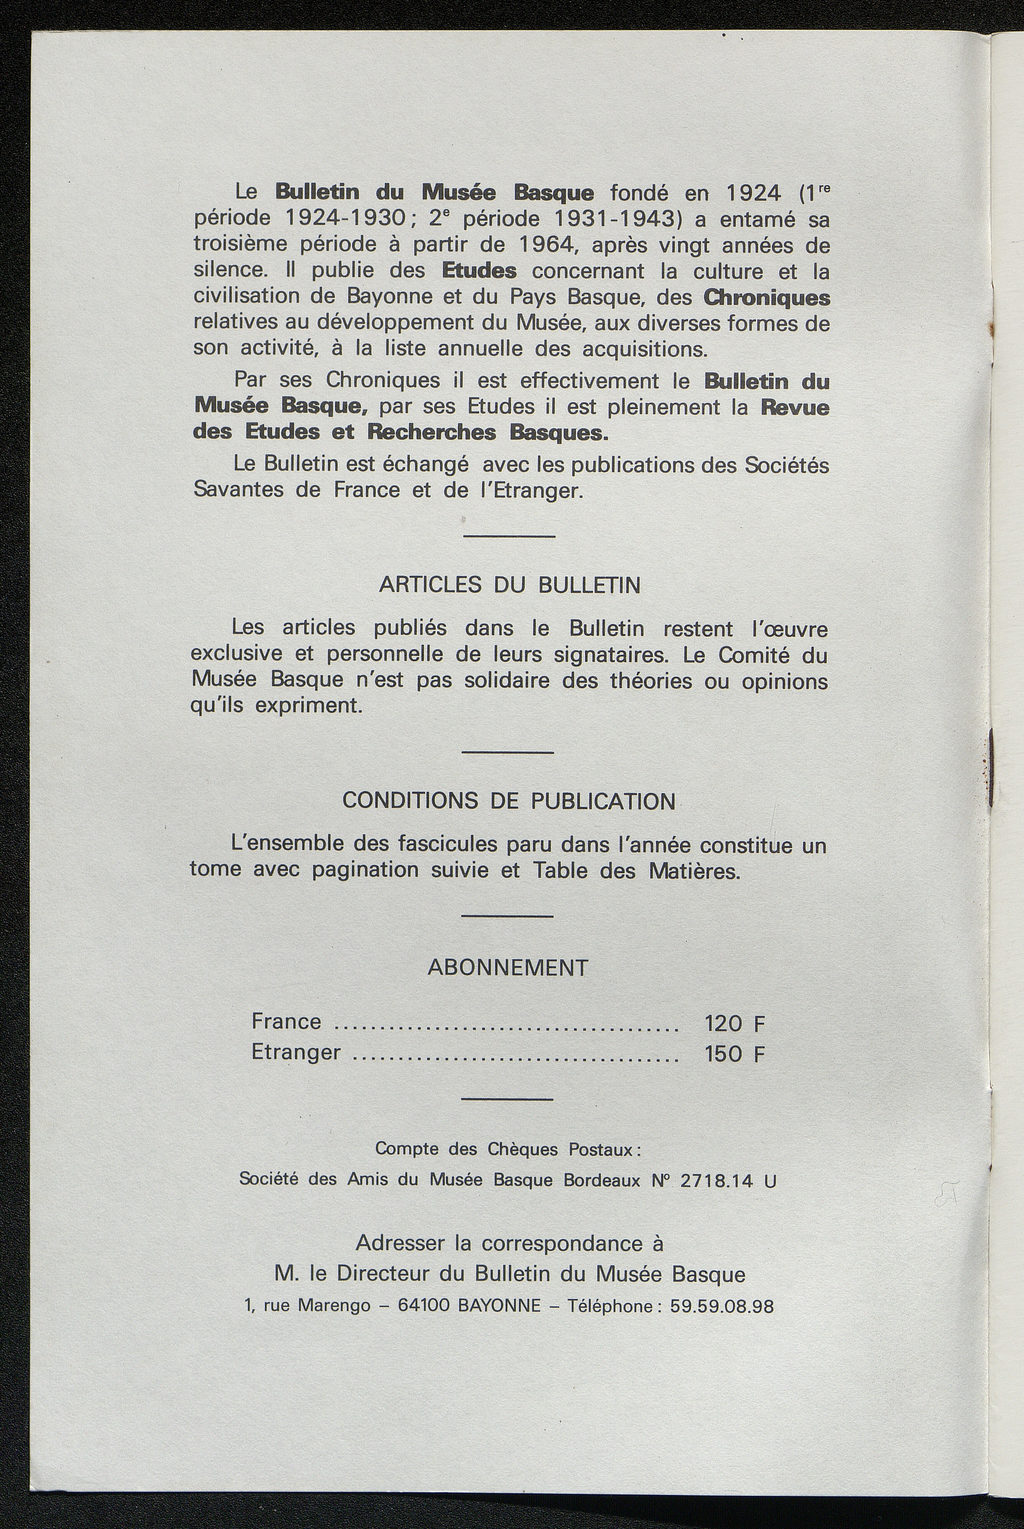 Le Bulletin du Musée Basque fondé en 1924 (1re
période 1924-1930; 2e période 1931-1943) a entamé sa
troisième période à partir de 1964, après vingt années de
silence. Il publie des Etudes concernant la culture et la
civilisation de Bayonne et du Pays Basque, des Chroniques
relatives au développement du Musée, aux diverses formes de
son activité, à la liste annuelle des acquisitions.
Par ses Chroniques il est effectivement le Bulletin du
Musée Basque, par ses Etudes il est pleinement la Revue
des Etudes et Recherches Basques.
Le Bulletin est échangé avec les publications des Sociétés
Savantes de France et de l'Etranger.
ARTICLES DU BULLETIN
Les articles publiés dans le Bulletin restent l'œuvre
exclusive et personnelle de leurs signataires. Le Comité du
Musée Basque n'est pas solidaire des théories ou opinions
qu'ils expriment.
CONDITIONS DE PUBLICATION
L'ensemble des fascicules paru dans l'année constitue un
tome avec pagination suivie et Table des Matières.
ABONNEMENT
France ...................................... 120 F
Etranger .................................... 150 F
Compte des Chèques Postaux :
Société des Amis du Musée Basque Bordeaux N° 2718.14 U
Adresser la correspondance à
M. le Directeur du Bulletin du Musée Basque
1, rue Marengo – 64100 BAYONNE – Téléphone : 59.59.08.98